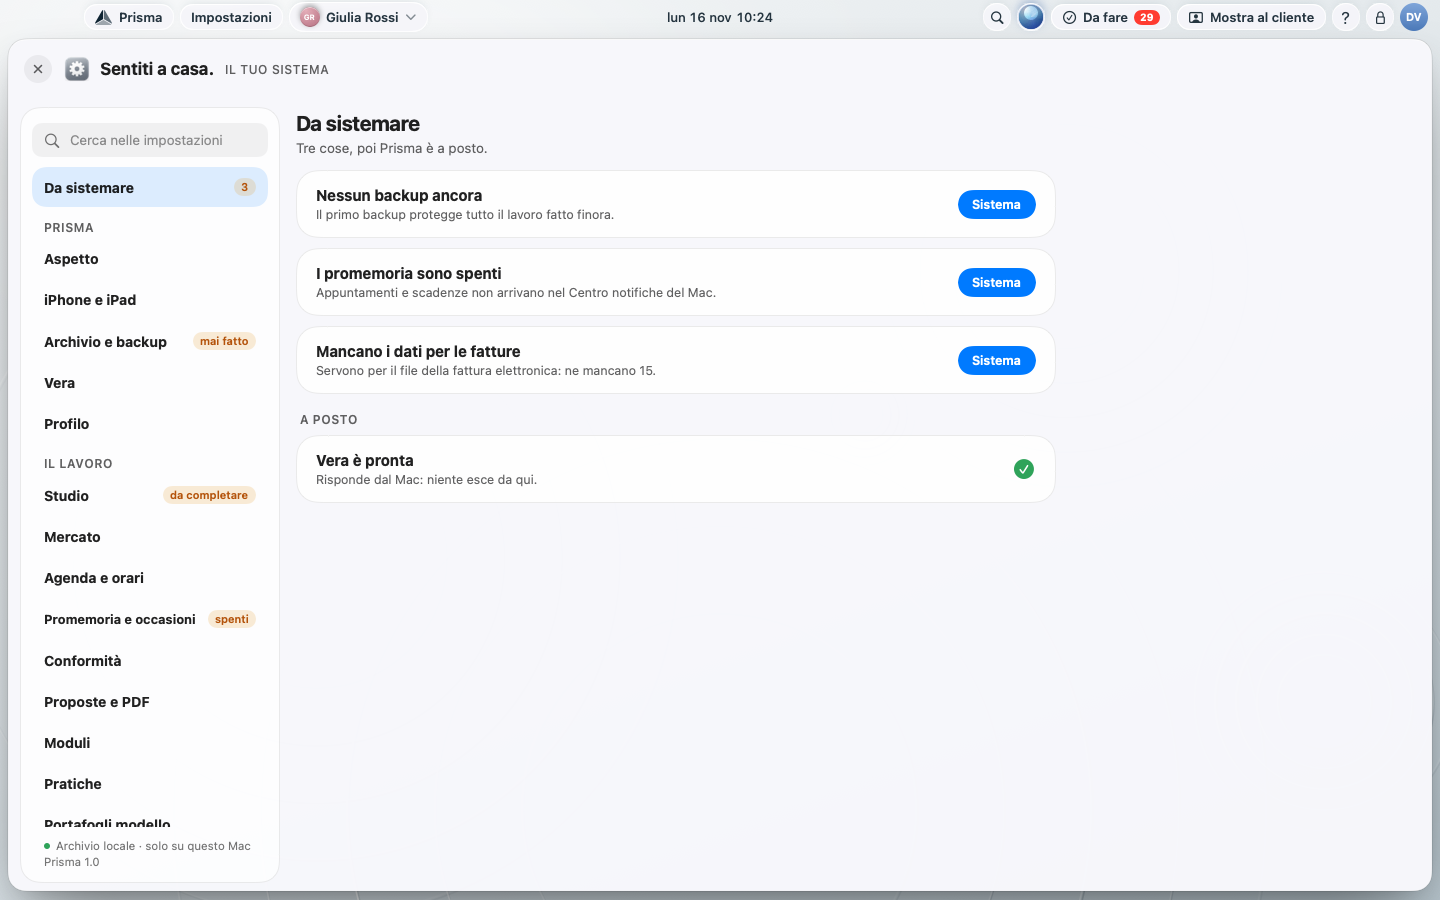 Prisma
Impostazioni
GR Giulia Rossi
lun 16 nov 10:24
Da fare 29
Mostra al cliente
?
DV
Sentiti a casa. IL TUO SISTEMA
Cerca nelle impostazioni
Da sistemare 3
PRISMA
Aspetto
iPhone e iPad
Archivio e backup mai fatto
Vera
Profilo
IL LAVORO
Studio da completare
Mercato
Agenda e orari
Promemoria e occasioni spenti
Conformità
Proposte e PDF
Moduli
Pratiche
Portafogli modello
Archivio locale · solo su questo Mac
Prisma 1.0
Da sistemare
Tre cose, poi Prisma è a posto.
Nessun backup ancora
Il primo backup protegge tutto il lavoro fatto finora.
Sistema
I promemoria sono spenti
Appuntamenti e scadenze non arrivano nel Centro notifiche del Mac.
Sistema
Mancano i dati per le fatture
Servono per il file della fattura elettronica: ne mancano 15.
Sistema
A POSTO
Vera è pronta
Risponde dal Mac: niente esce da qui.